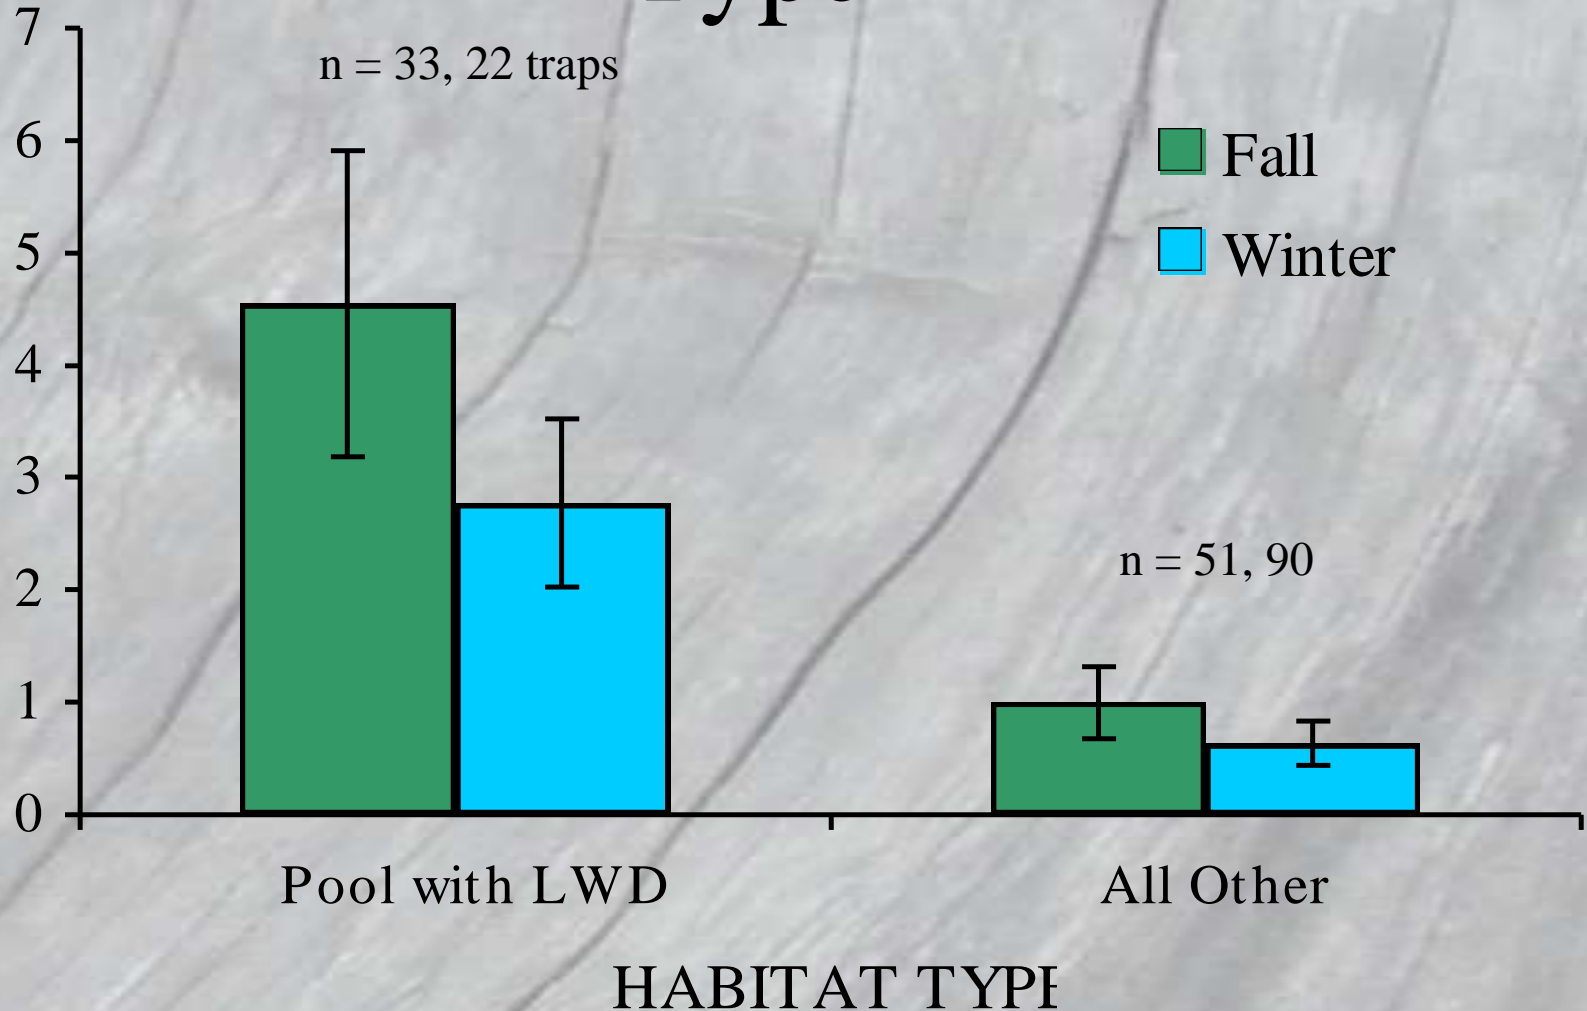 Type
7
n = 33, 22 traps
6
Fall
5
Winter
4
3
n = 51, 90
2
1
0
Pool with LWD
All Other
HABITAT TYPE